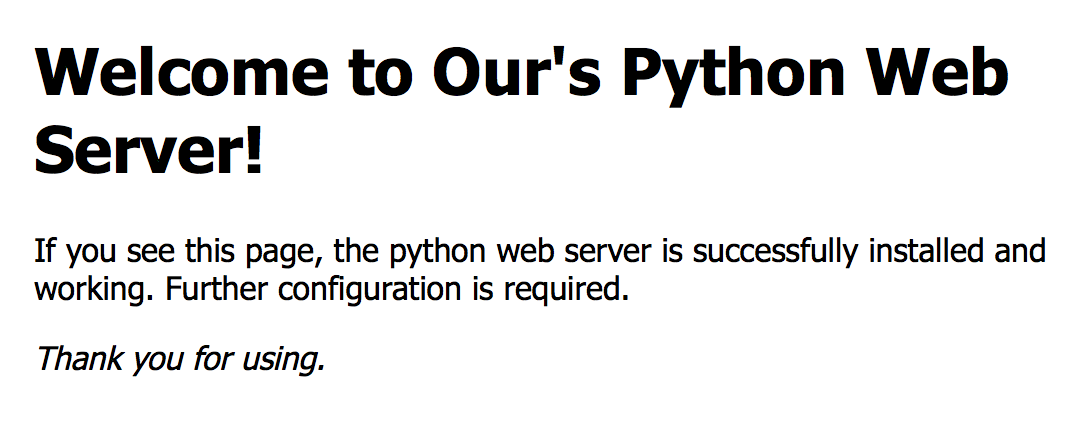 Welcome to Our's Python Web
Server!
If you see this page, the python web server is successfully installed and
working. Further configuration is required.
Thank you for using.